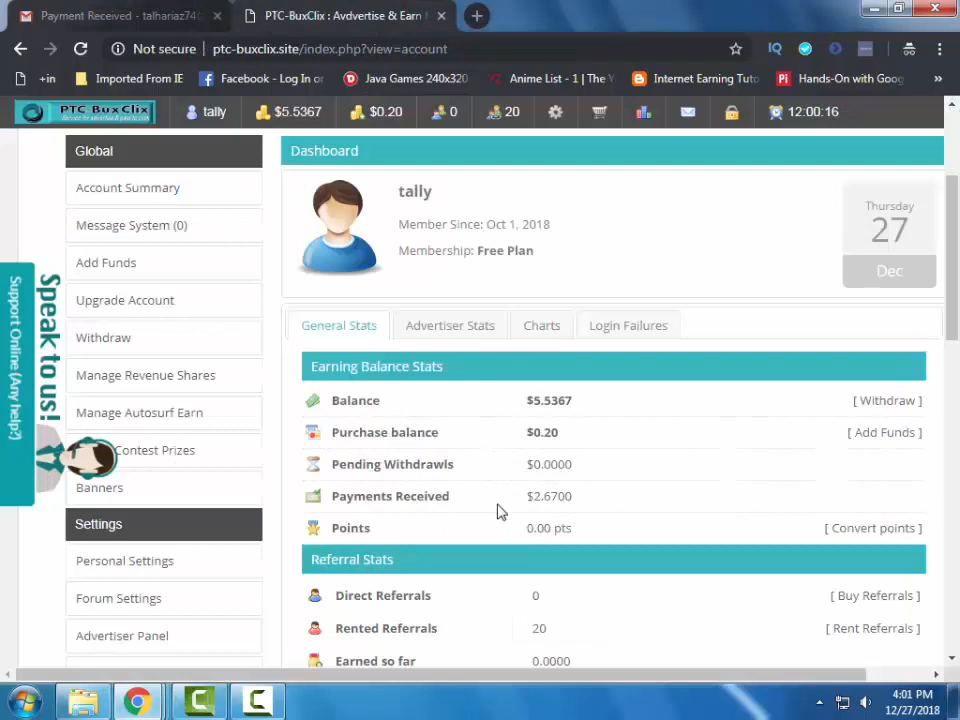 Payment Received - talhariaz740
PTC-BuxClix : Avdvertise & Earn
Not secure
ptc-buxclix.site/index.php?view=account
IQ
+in
Imported From IE
Facebook - Log In or
Java Games 240x320
Anime List - 1 | The
Internet Earning Tuto
Pi
Hands-On with Goog
»
PTC BuxClix
tally
$5.5367
$0.20
0
20
12:00:16
Global
Account Summary
Message System (0)
Add Funds
Upgrade Account
Withdraw
Manage Revenue Shares
Manage Autosurf Earn
Contest Prizes
Banners
Settings
Personal Settings
Forum Settings
Advertiser Panel
Support Online (Any help?)
Speak to us!
Dashboard
tally
Member Since: Oct 1, 2018
Membership: Free Plan
Thursday
27
Dec
General Stats
Advertiser Stats
Charts
Login Failures
Earning Balance Stats
Balance $5.5367 [ Withdraw ]
Purchase balance $0.20 [ Add Funds ]
Pending Withdrawls $0.0000
Payments Received $2.6700
Points 0.00 pts [ Convert points ]
Referral Stats
Direct Referrals 0 [ Buy Referrals ]
Rented Referrals 20 [ Rent Referrals ]
Earned so far 0.0000
4:01 PM
12/27/2018